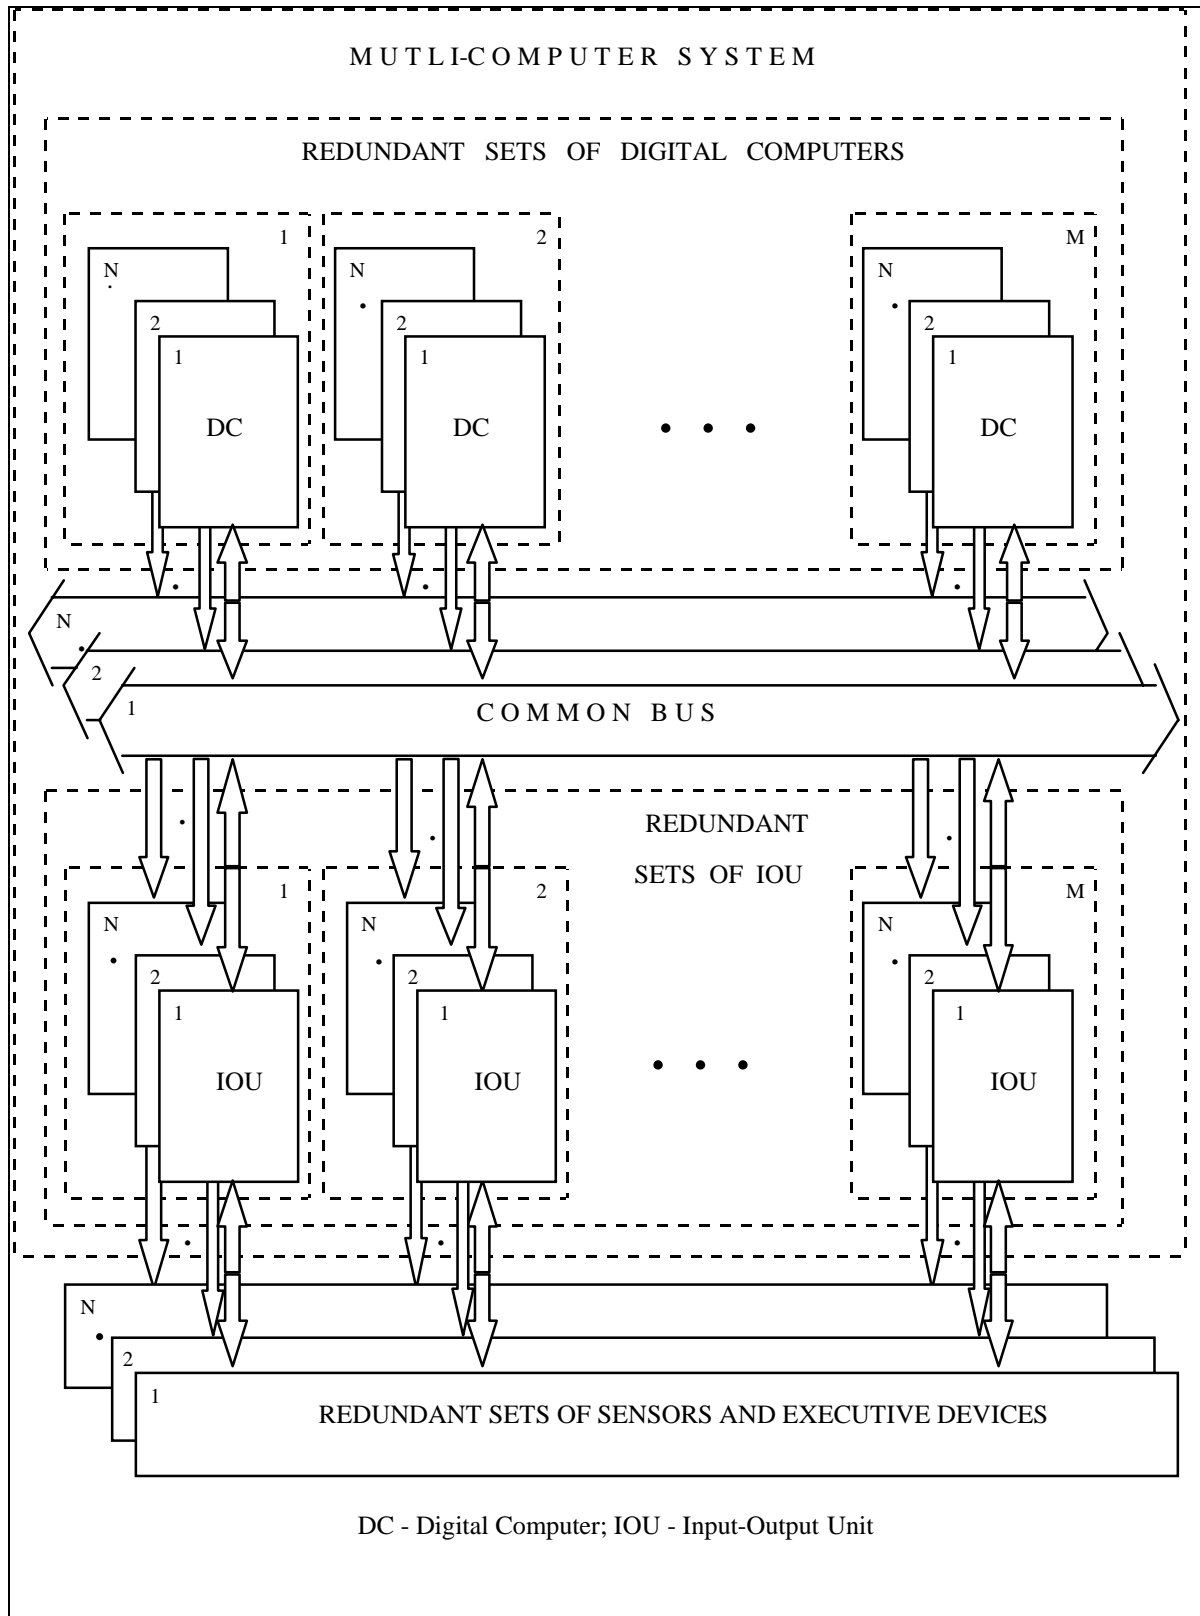 MUTLI-COMPUTER SYSTEM
REDUNDANT SETS OF DIGITAL COMPUTERS
1
2
M
N
N
N
2
2
2
1
1
1
DC
DC
DC
N
2
1
COMMON BUS
REDUNDANT
SETS OF IOU
1
2
M
N
N
N
2
2
2
1
1
1
IOU
IOU
IOU
N
2
1
REDUNDANT SETS OF SENSORS AND EXECUTIVE DEVICES
DC - Digital Computer; IOU - Input-Output Unit